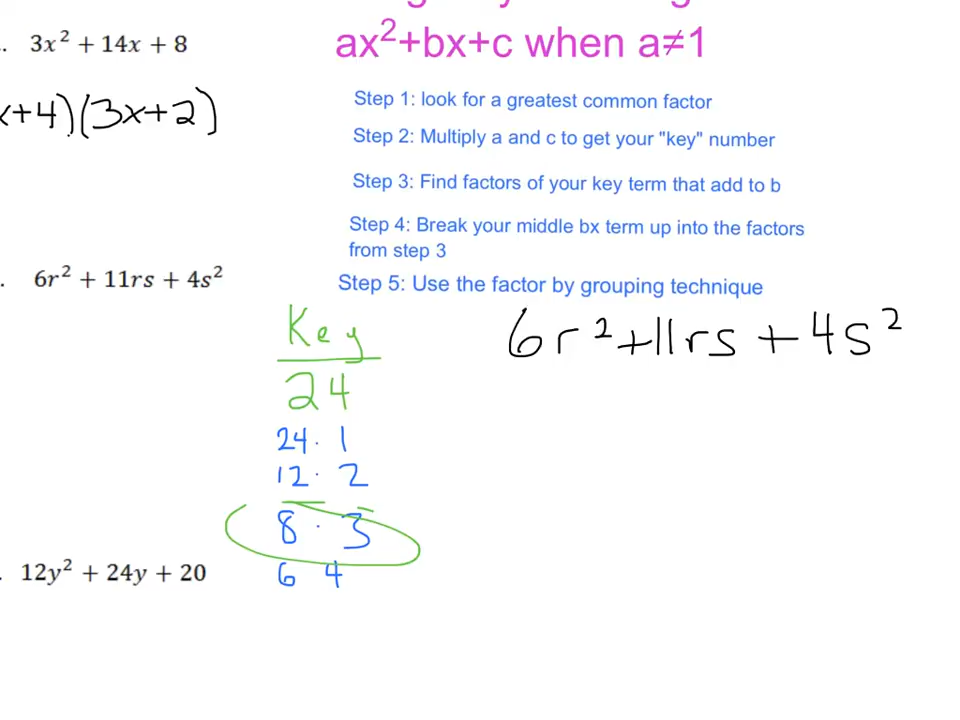 ax²+bx+c when a≠1
. 3x² + 14x + 8
x+4)(3x+2)
Step 1: look for a greatest common factor
Step 2: Multiply a and c to get your "key" number
Step 3: Find factors of your key term that add to b
Step 4: Break your middle bx term up into the factors
from step 3
Step 5: Use the factor by grouping technique
. 6r² + 11rs + 4s²
Key
24
24 · 1
12 · 2
8 · 3
6 4
6r²+11rs+4s²
. 12y² + 24y + 20